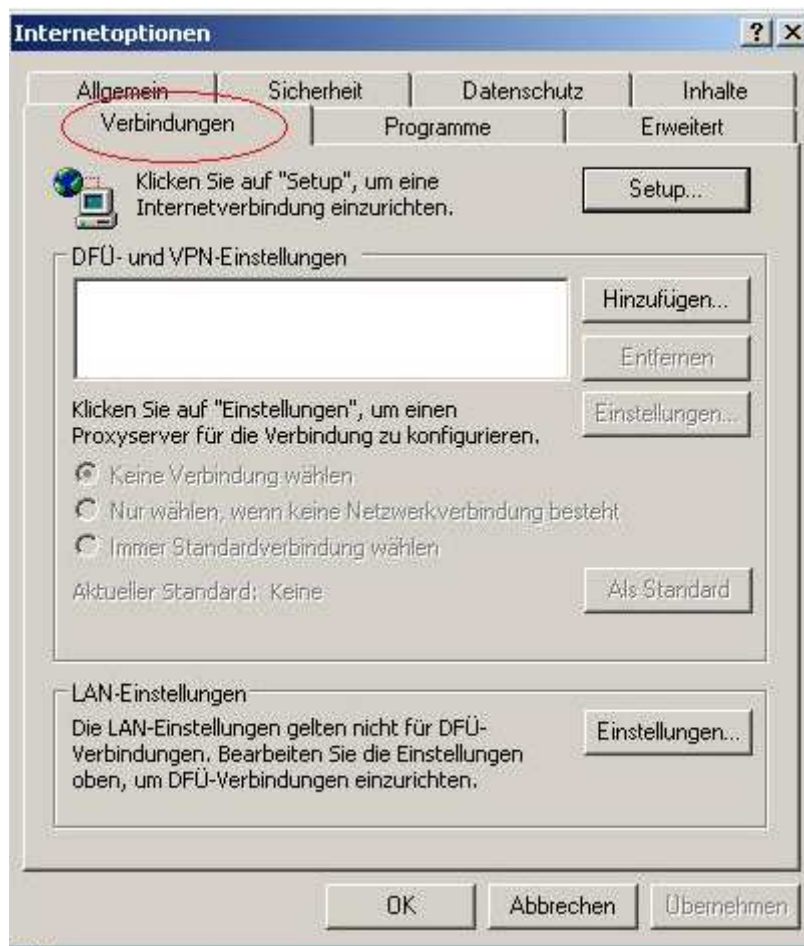 Internetoptionen
Allgemein Sicherheit Datenschutz Inhalte
Verbindungen Programme Erweitert
Klicken Sie auf "Setup", um eine
Internetverbindung einzurichten.
Setup...
DFÜ- und VPN-Einstellungen
Hinzufügen...
Entfernen
Klicken Sie auf "Einstellungen", um einen
Proxyserver für die Verbindung zu konfigurieren.
Einstellungen...
Keine Verbindung wählen
Nur wählen, wenn keine Netzwerkverbindung besteht
Immer Standardverbindung wählen
Aktueller Standard: Keine
Als Standard
LAN-Einstellungen
Die LAN-Einstellungen gelten nicht für DFÜ-
Verbindungen. Bearbeiten Sie die Einstellungen
oben, um DFÜ-Verbindungen einzurichten.
Einstellungen...
OK Abbrechen Übernehmen